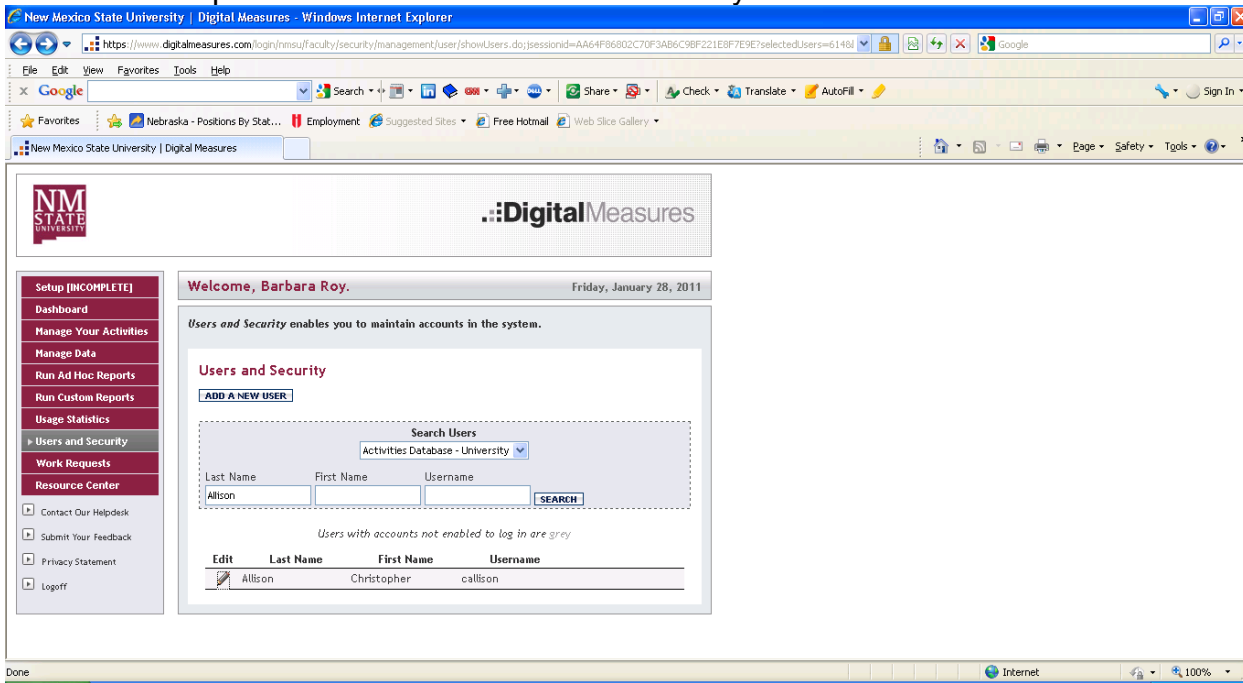 New Mexico State University | Digital Measures - Windows Internet Explorer
https://www.digitalmeasures.com/login/nmsu/faculty/security/management/user/showUsers.do;jsessionid=AA64F86802C70F3AB6C9BF221E8F7E9E?selectedUsers=6148
Google
File Edit View Favorites Tools Help
x Google Search Share Check Translate AutoFill Sign In
Favorites Nebraska - Positions By Stat... Employment Suggested Sites Free Hotmail Web Slice Gallery
New Mexico State University | Digital Measures Page Safety Tools
NM
STATE
UNIVERSITY
.::DigitalMeasures
Setup [INCOMPLETE]
Dashboard
Manage Your Activities
Manage Data
Run Ad Hoc Reports
Run Custom Reports
Usage Statistics
Users and Security
Work Requests
Resource Center
Contact Our Helpdesk
Submit Your Feedback
Privacy Statement
Logoff
Welcome, Barbara Roy. Friday, January 28, 2011
Users and Security enables you to maintain accounts in the system.
Users and Security
ADD A NEW USER
Search Users
Activities Database - University
Last Name First Name Username
Allison SEARCH
Users with accounts not enabled to log in are grey
Edit Last Name First Name Username
Allison Christopher callison
Done Internet 100%